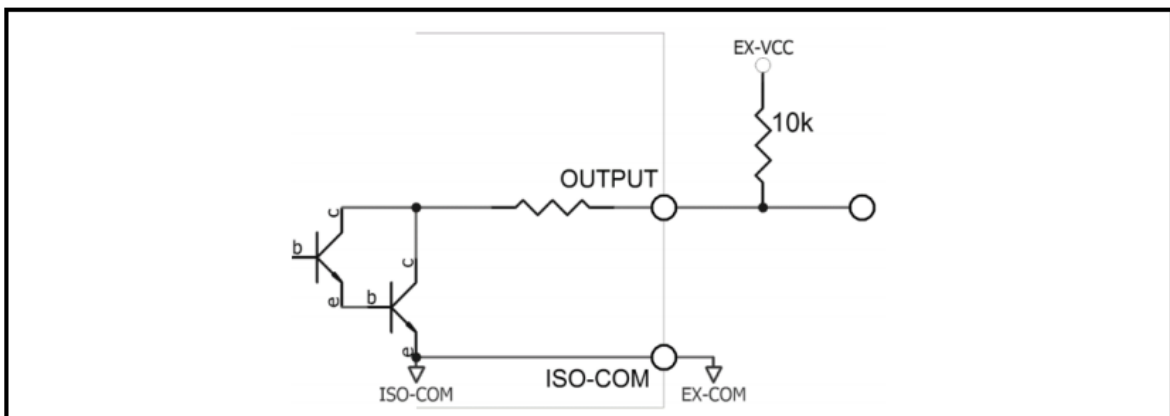 EX-VCC
10k
OUTPUT
c
b
c
e
b
e
ISO-COM
ISO-COM
EX-COM